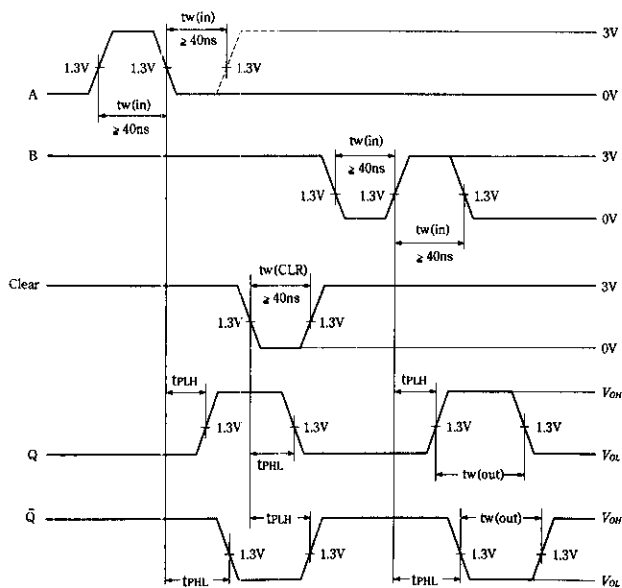 tw(in)
≧ 40ns
3V
1.3V 1.3V 1.3V
A 0V
tw(in)
≧ 40ns
tw(in)
B ≧ 40ns 3V
1.3V 1.3V 1.3V
0V
tw(in)
≧ 40ns
tw(CLR)
Clear ≧ 40ns 3V
1.3V 1.3V
0V
tPLH tPLH VOH
1.3V 1.3V 1.3V 1.3V
Q tPHL VOL
tw(out)
Q̄ tPLH tw(out) VOH
1.3V 1.3V 1.3V 1.3V
tPHL tPHL VOL